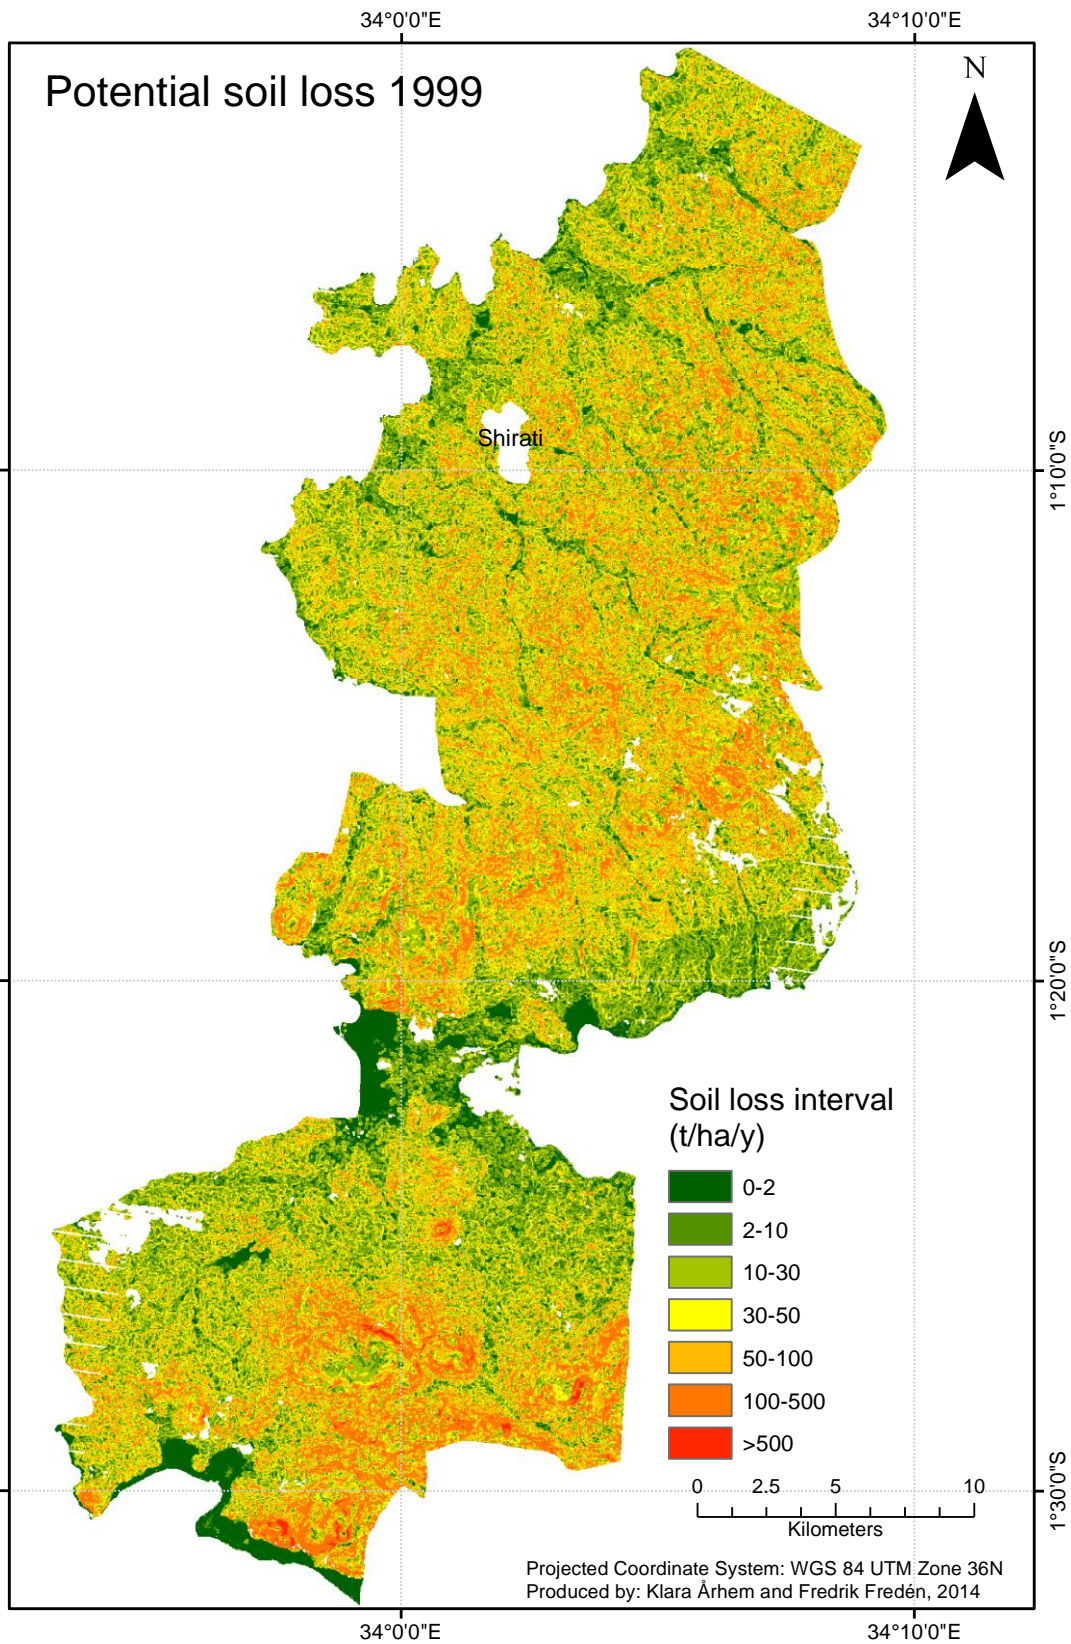 34°0'0"E
34°10'0"E
Potential soil loss 1999
N
Shirati
1°10'0"S
1°20'0"S
Soil loss interval
(t/ha/y)
0-2
2-10
10-30
30-50
50-100
100-500
>500
0 2.5 5 10
Kilometers
1°30'0"S
Projected Coordinate System: WGS 84 UTM Zone 36N
Produced by: Klara Århem and Fredrik Fredén, 2014
34°0'0"E
34°10'0"E